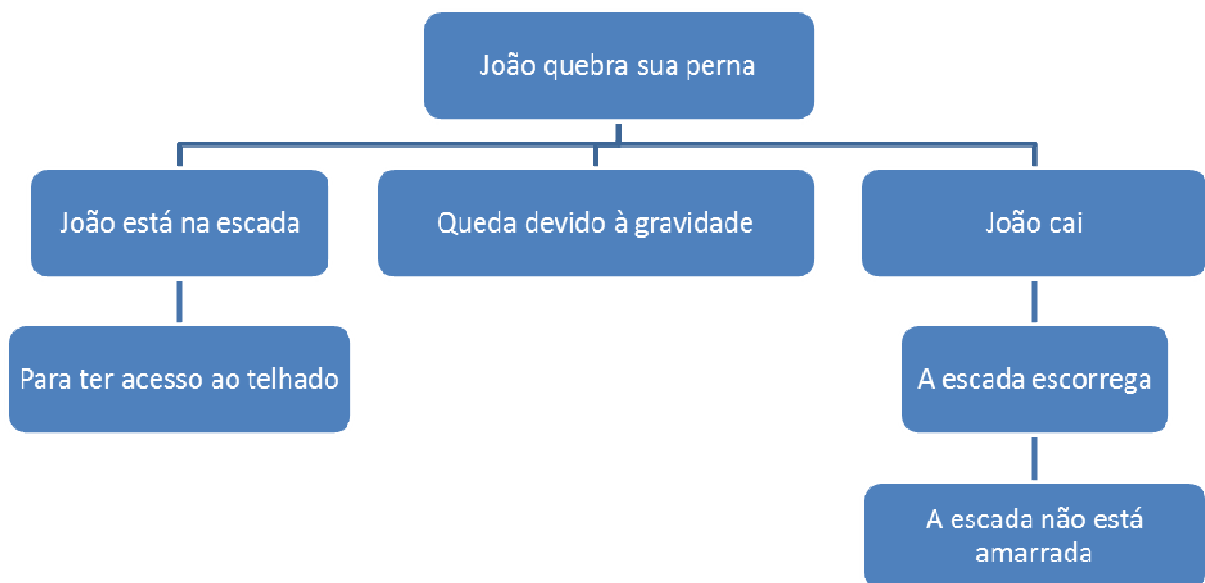 João quebra sua perna
João está na escada
Queda devido à gravidade
João cai
Para ter acesso ao telhado
A escada escorrega
A escada não está
amarrada